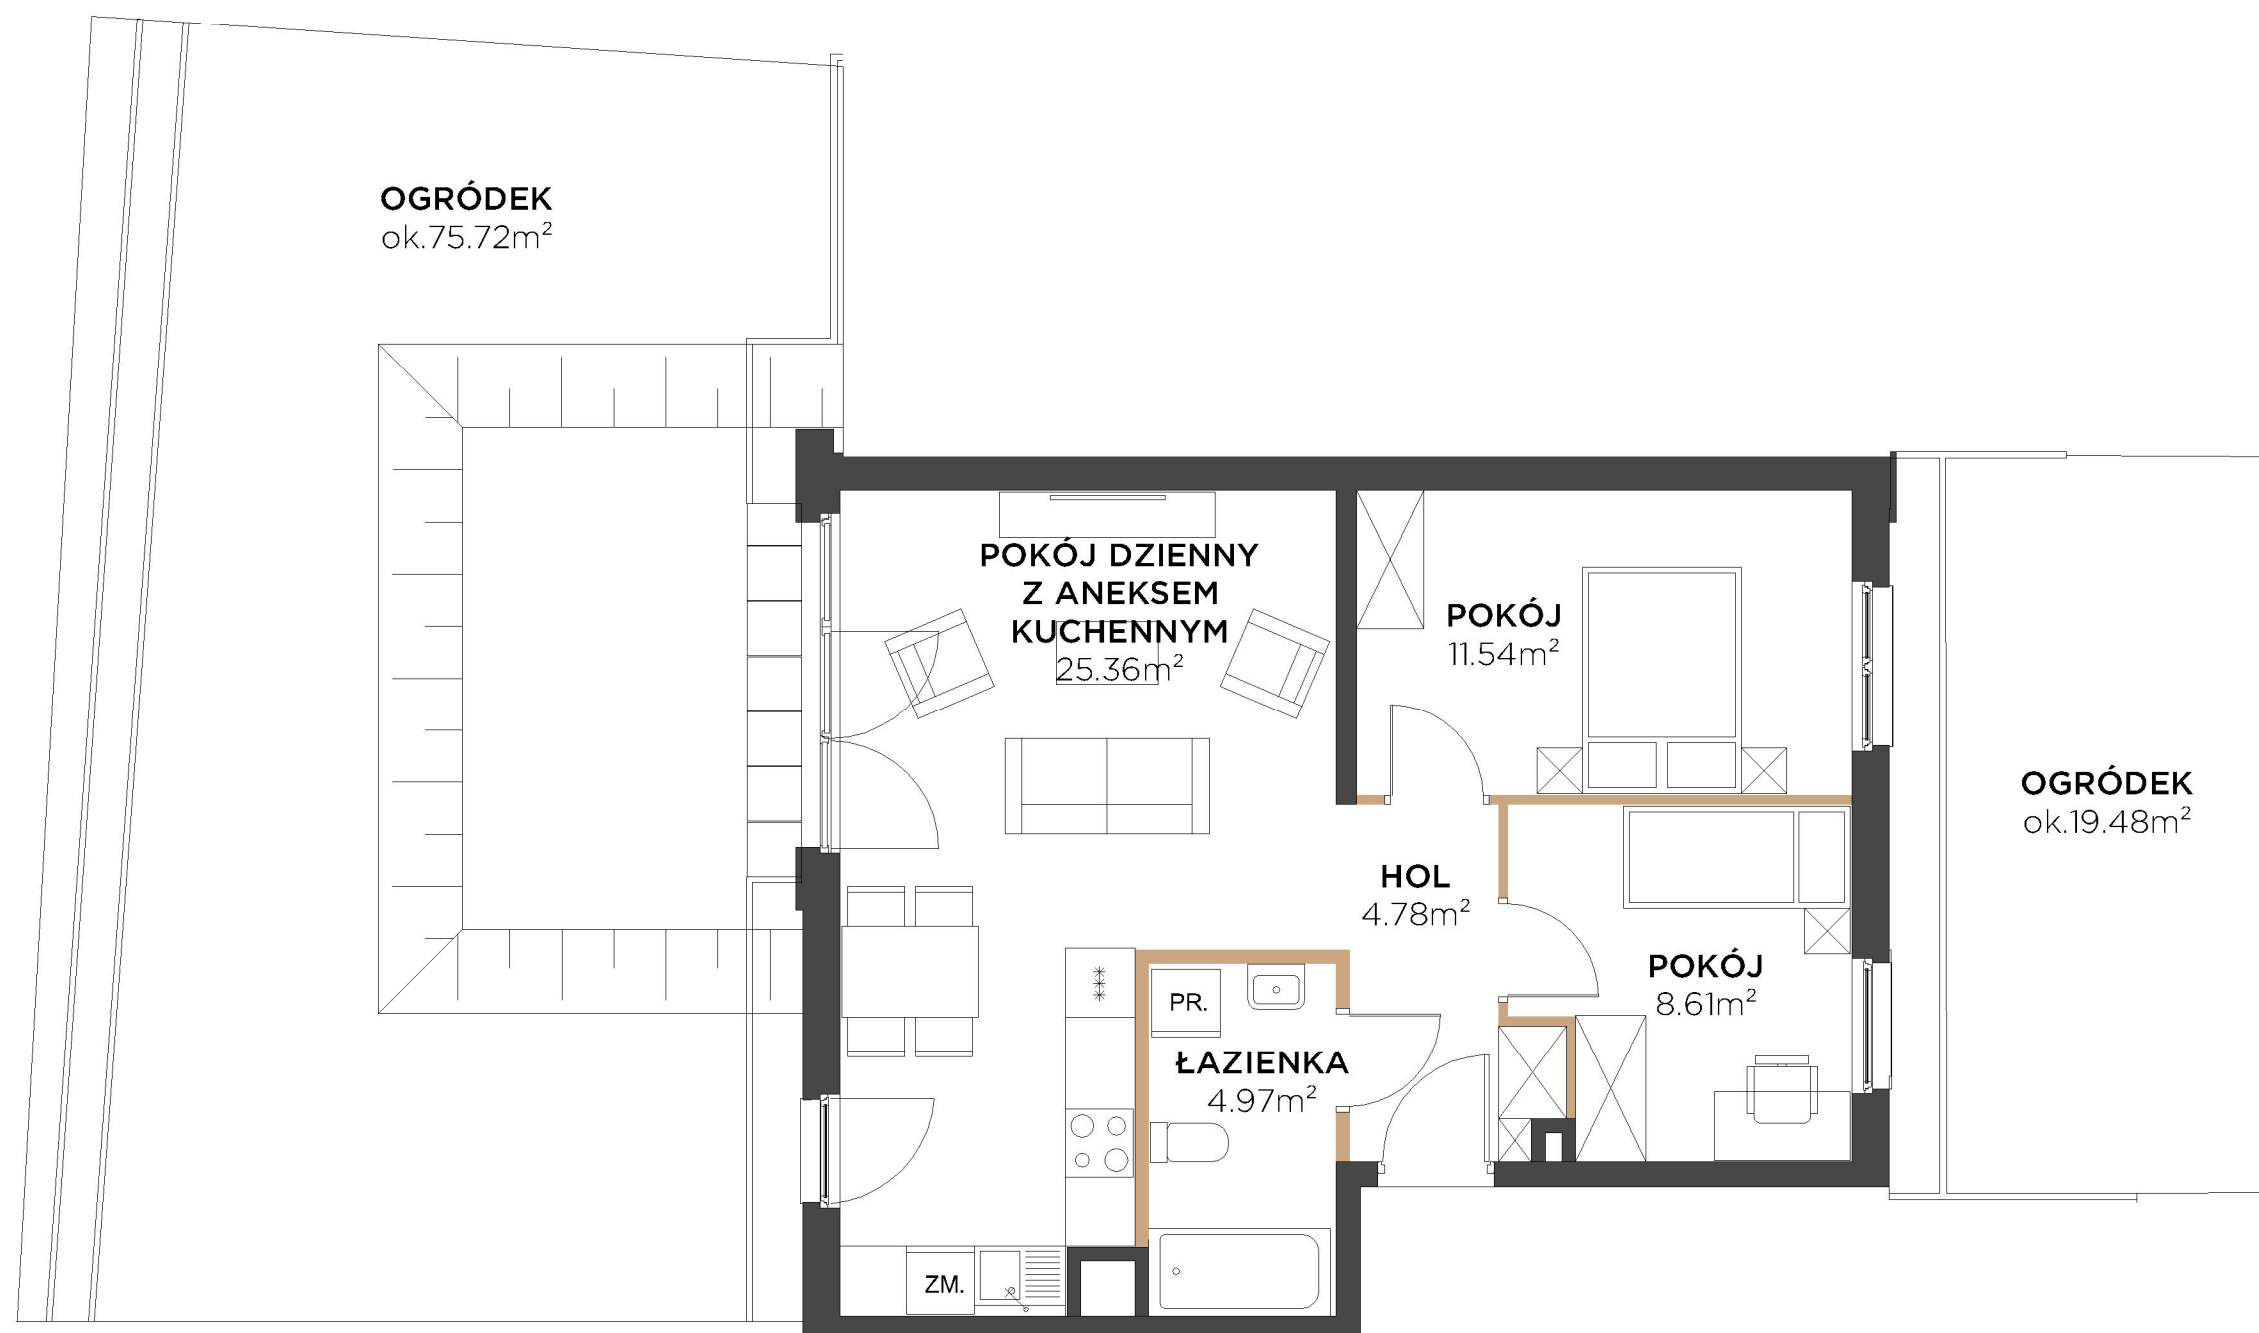 OGRÓDEK
ok.75.72m²
POKÓJ DZIENNY
Z ANEKSEM
KUCHENNYM
25.36m²
POKÓJ
11.54m²
OGRÓDEK
ok.19.48m²
HOL
4.78m²
POKÓJ
8.61m²
PR.
ŁAZIENKA
4.97m²
ZM.